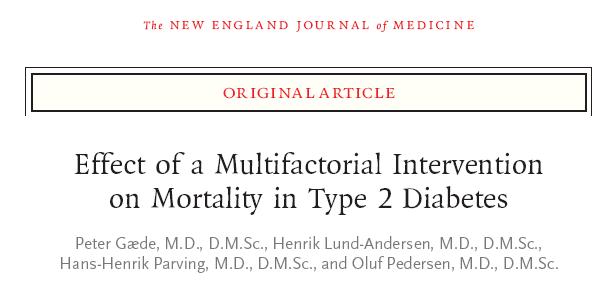 The NEW ENGLAND JOURNAL of MEDICINE
ORIGINAL ARTICLE
Effect of a Multifactorial Intervention
on Mortality in Type 2 Diabetes
Peter Gæde, M.D., D.M.Sc., Henrik Lund-Andersen, M.D., D.M.Sc.,
Hans-Henrik Parving, M.D., D.M.Sc., and Oluf Pedersen, M.D., D.M.Sc.